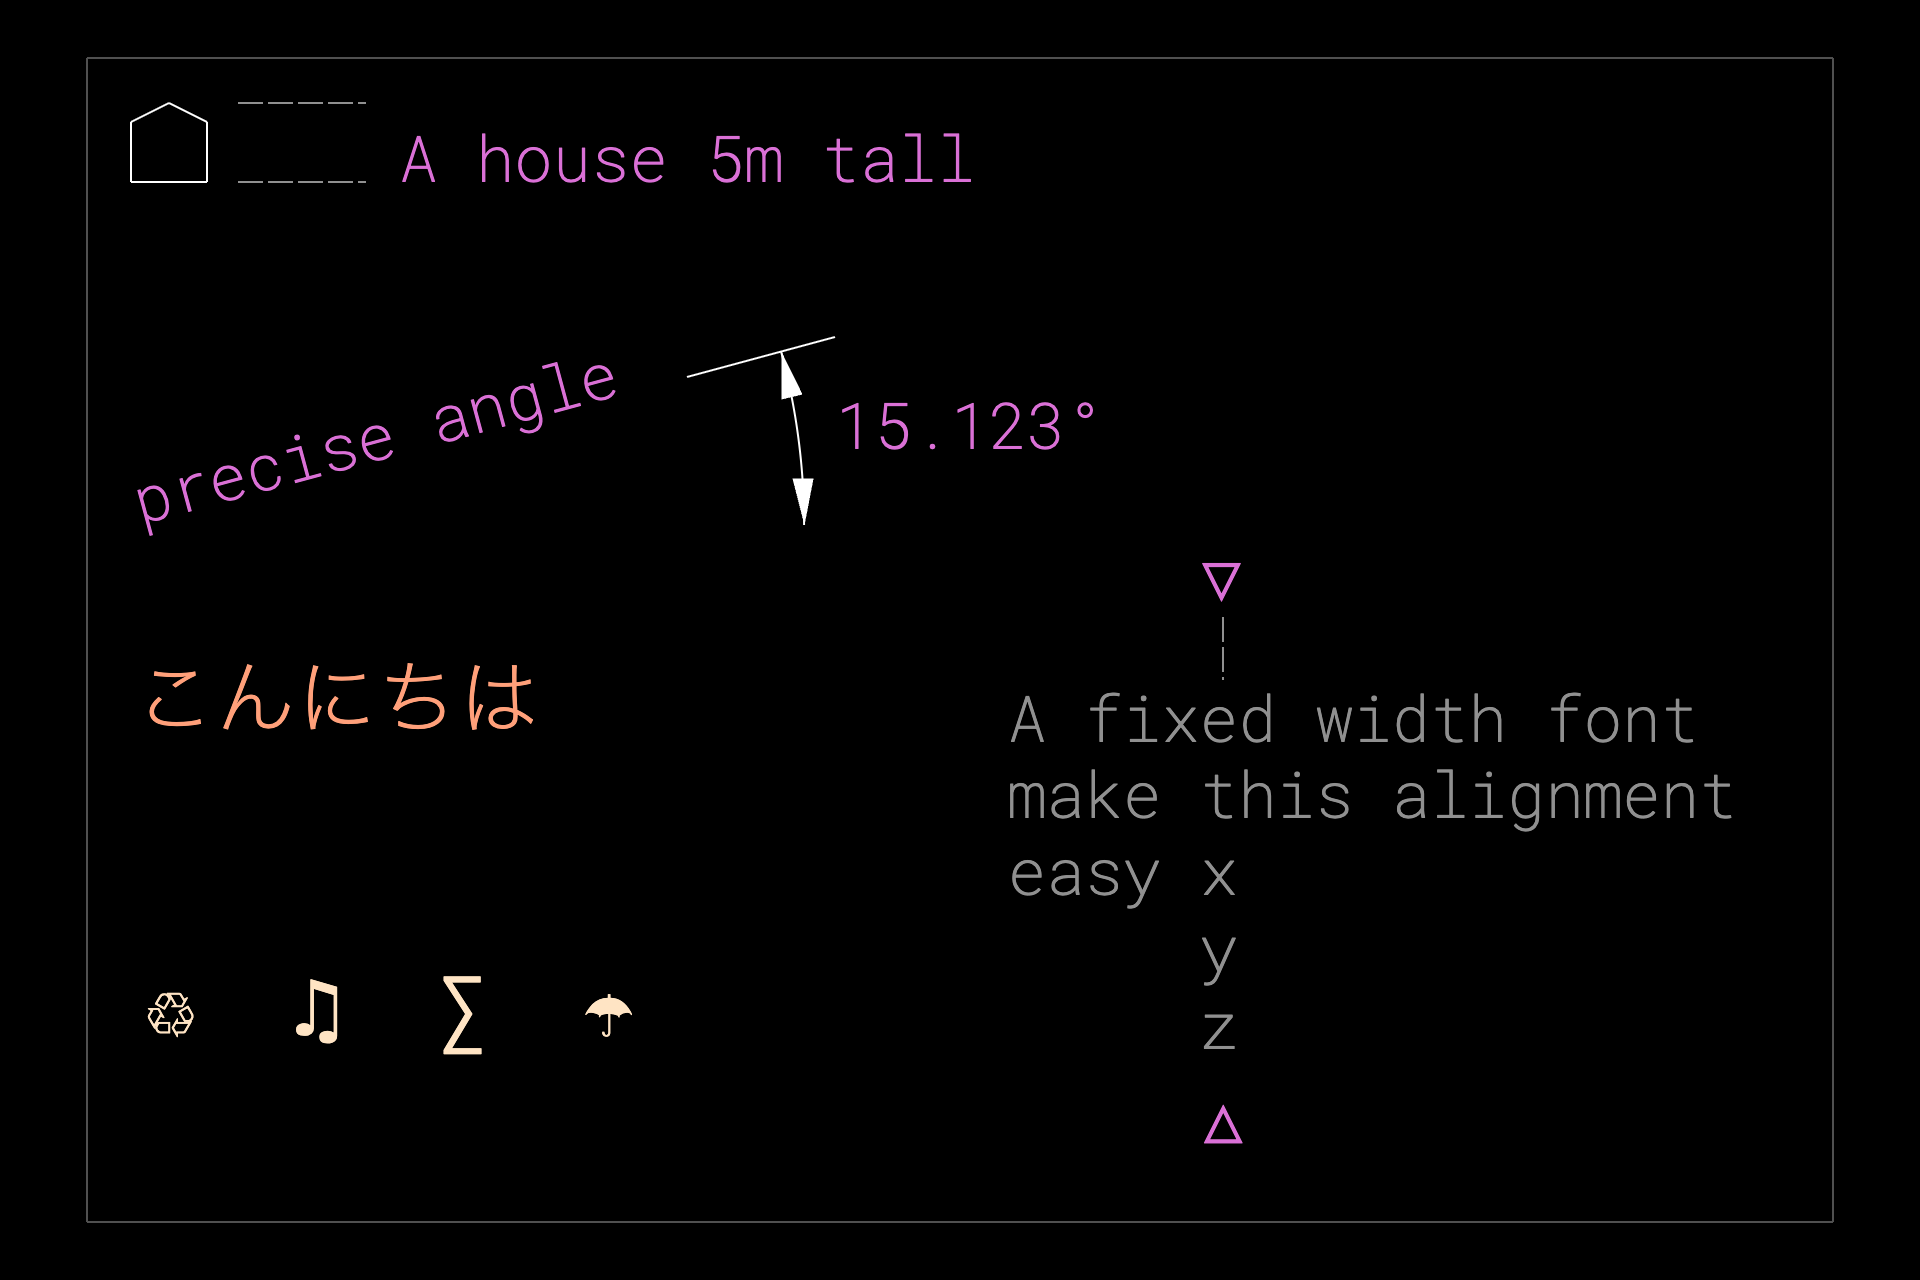 A house 5m tall
precise angle
15.123°
こんにちは
A fixed width font
make this alignment
easy x
y
z
♲ ♫ ∑ ☂